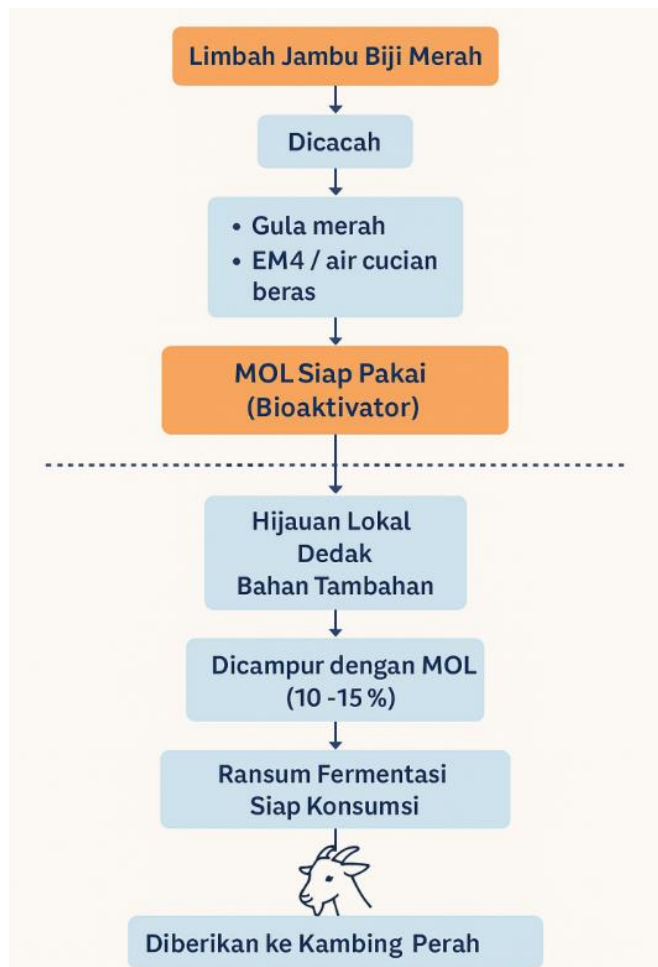 Limbah Jambu Biji Merah
Dicacah
• Gula merah
• EM4 / air cucian
beras
MOL Siap Pakai
(Bioaktivator)
Hijauan Lokal
Dedak
Bahan Tambahan
Dicampur dengan MOL
(10 -15 %)
Ransum Fermentasi
Siap Konsumsi
Diberikan ke Kambing Perah